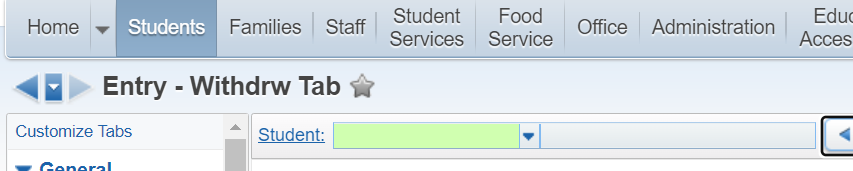 Home
Students
Families
Staff
Student
Services
Food
Service
Office
Administration
Entry - Withdrw Tab
Customize Tabs
Student:
General